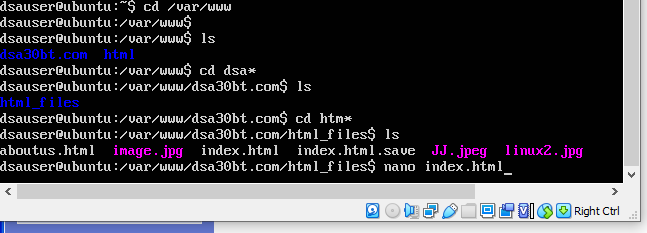 dsauser@ubuntu:~$ cd /var/www
dsauser@ubuntu:/var/www$
dsauser@ubuntu:/var/www$ ls
dsa30bt.com  html
dsauser@ubuntu:/var/www$ cd dsa*
dsauser@ubuntu:/var/www/dsa30bt.com$ ls
html_files
dsauser@ubuntu:/var/www/dsa30bt.com$ cd htm*
dsauser@ubuntu:/var/www/dsa30bt.com/html_files$ ls
aboutus.html  image.jpg  index.html  index.html.save  JJ.jpeg  linux2.jpg
dsauser@ubuntu:/var/www/dsa30bt.com/html_files$ nano index.html_
Right Ctrl